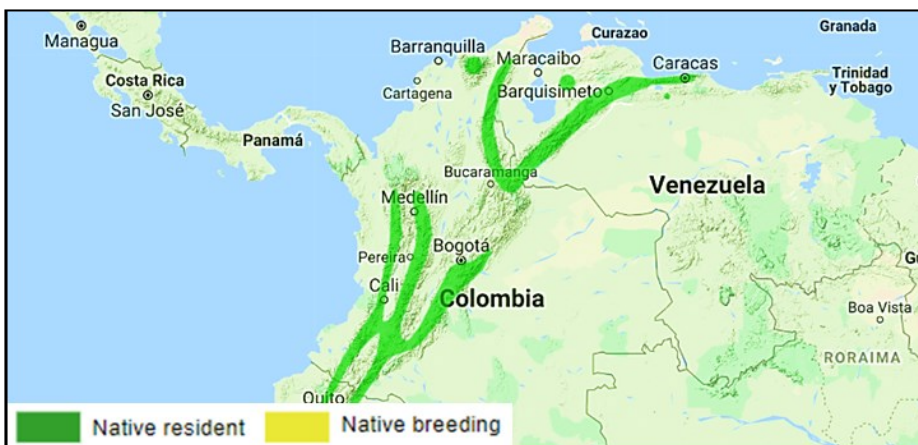 Managua
Costa Rica
San José
Panamá
Barranquilla
Cartagena
Maracaibo
Curazao
Granada
Caracas
Barquisimeto
Trinidad
y Tobago
Bucaramanga
Venezuela
Medellín
Pereira
Bogotá
Cali
Colombia
Gu
Boa Vista
RORAIMA
Quito
Native resident
Native breeding